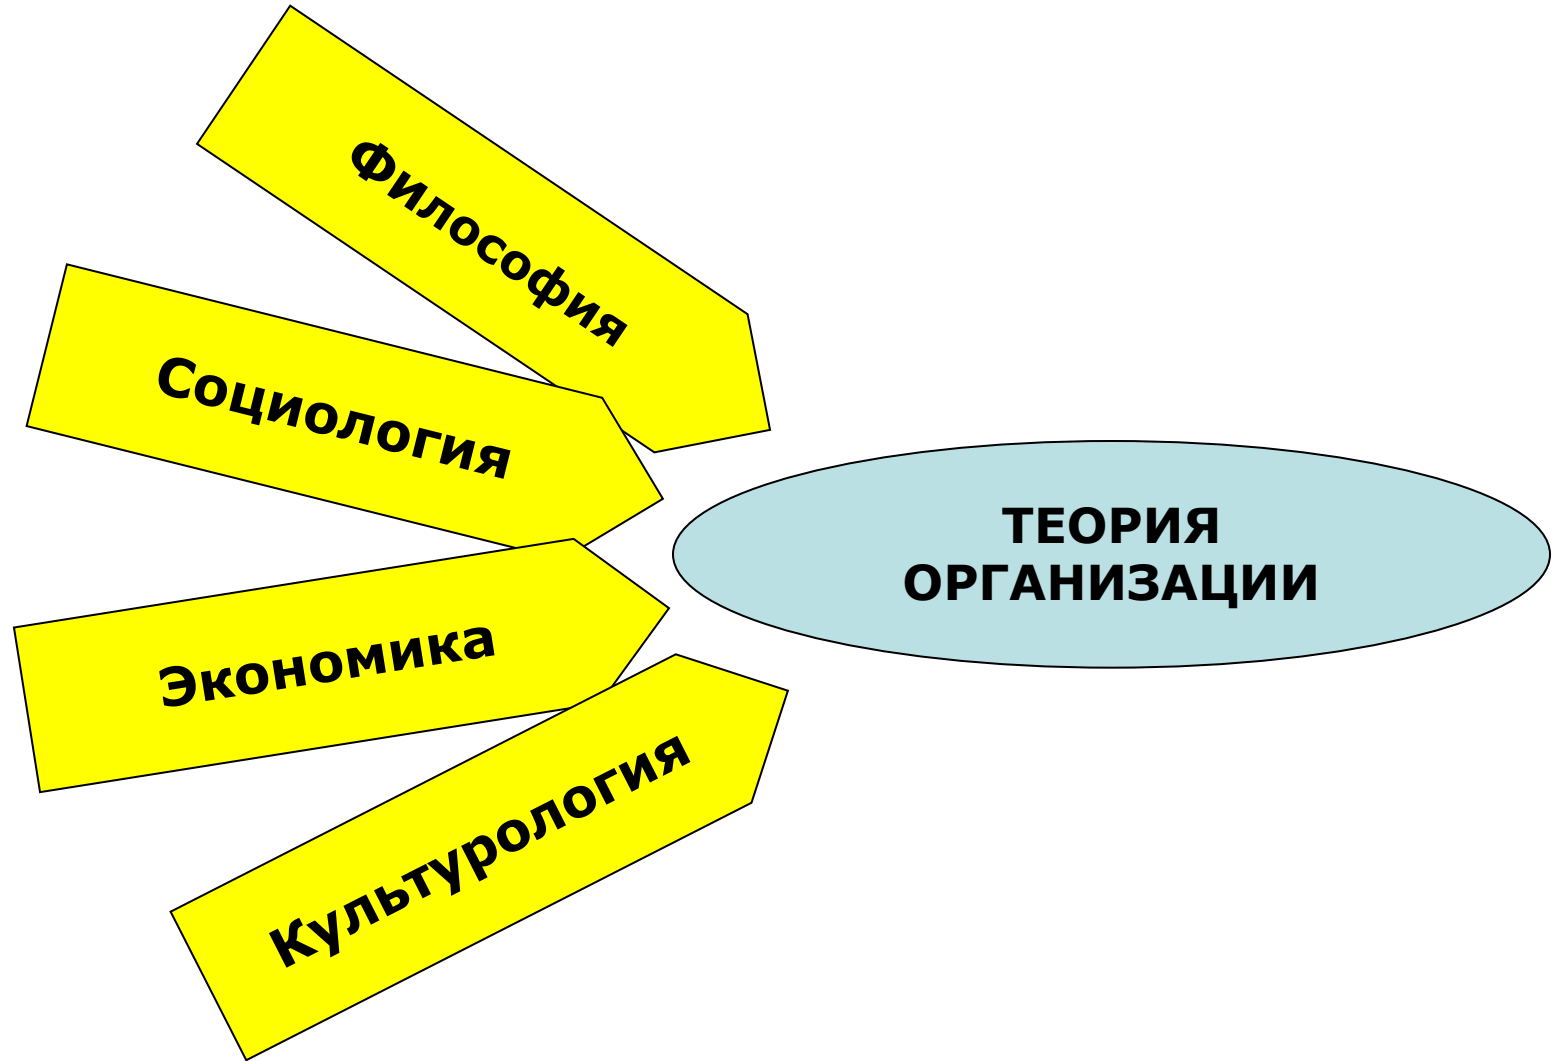 Философия
Социология
Экономика
Культурология
ТЕОРИЯ
ОРГАНИЗАЦИИ